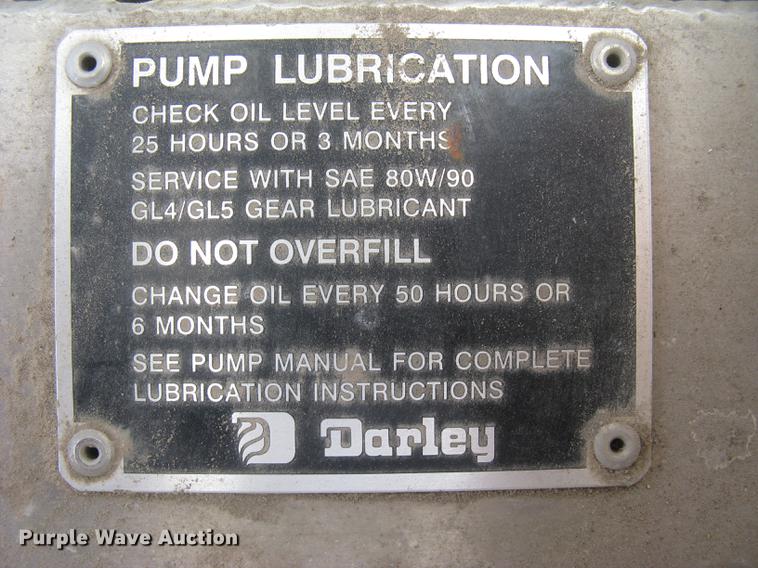 PUMP LUBRICATION
CHECK OIL LEVEL EVERY
25 HOURS OR 3 MONTHS
SERVICE WITH SAE 80W/90
GL4/GL5 GEAR LUBRICANT
DO NOT OVERFILL
CHANGE OIL EVERY 50 HOURS OR
6 MONTHS
SEE PUMP MANUAL FOR COMPLETE
LUBRICATION INSTRUCTIONS
Darley
Purple Wave Auction